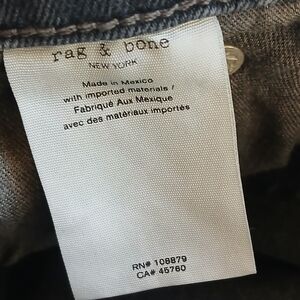 rag & bone
NEW YORK
Made in Mexico
with imported materials /
Fabriqué Aux Mexique
avec des matériaux importés
RN# 108879
CA# 45760